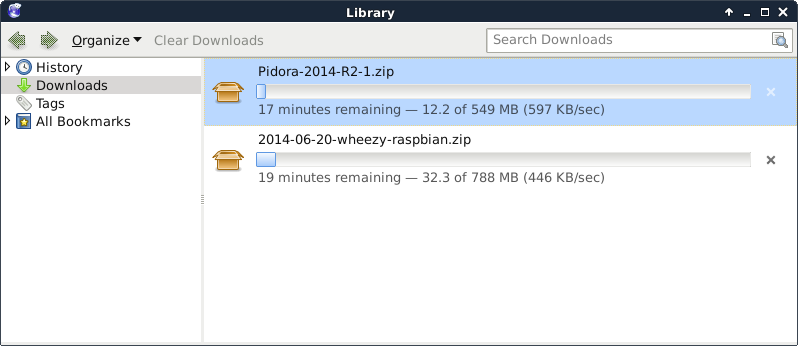 Library
Organize Clear Downloads Search Downloads
History
Downloads
Tags
All Bookmarks
Pidora-2014-R2-1.zip
17 minutes remaining — 12.2 of 549 MB (597 KB/sec)
2014-06-20-wheezy-raspbian.zip
19 minutes remaining — 32.3 of 788 MB (446 KB/sec)